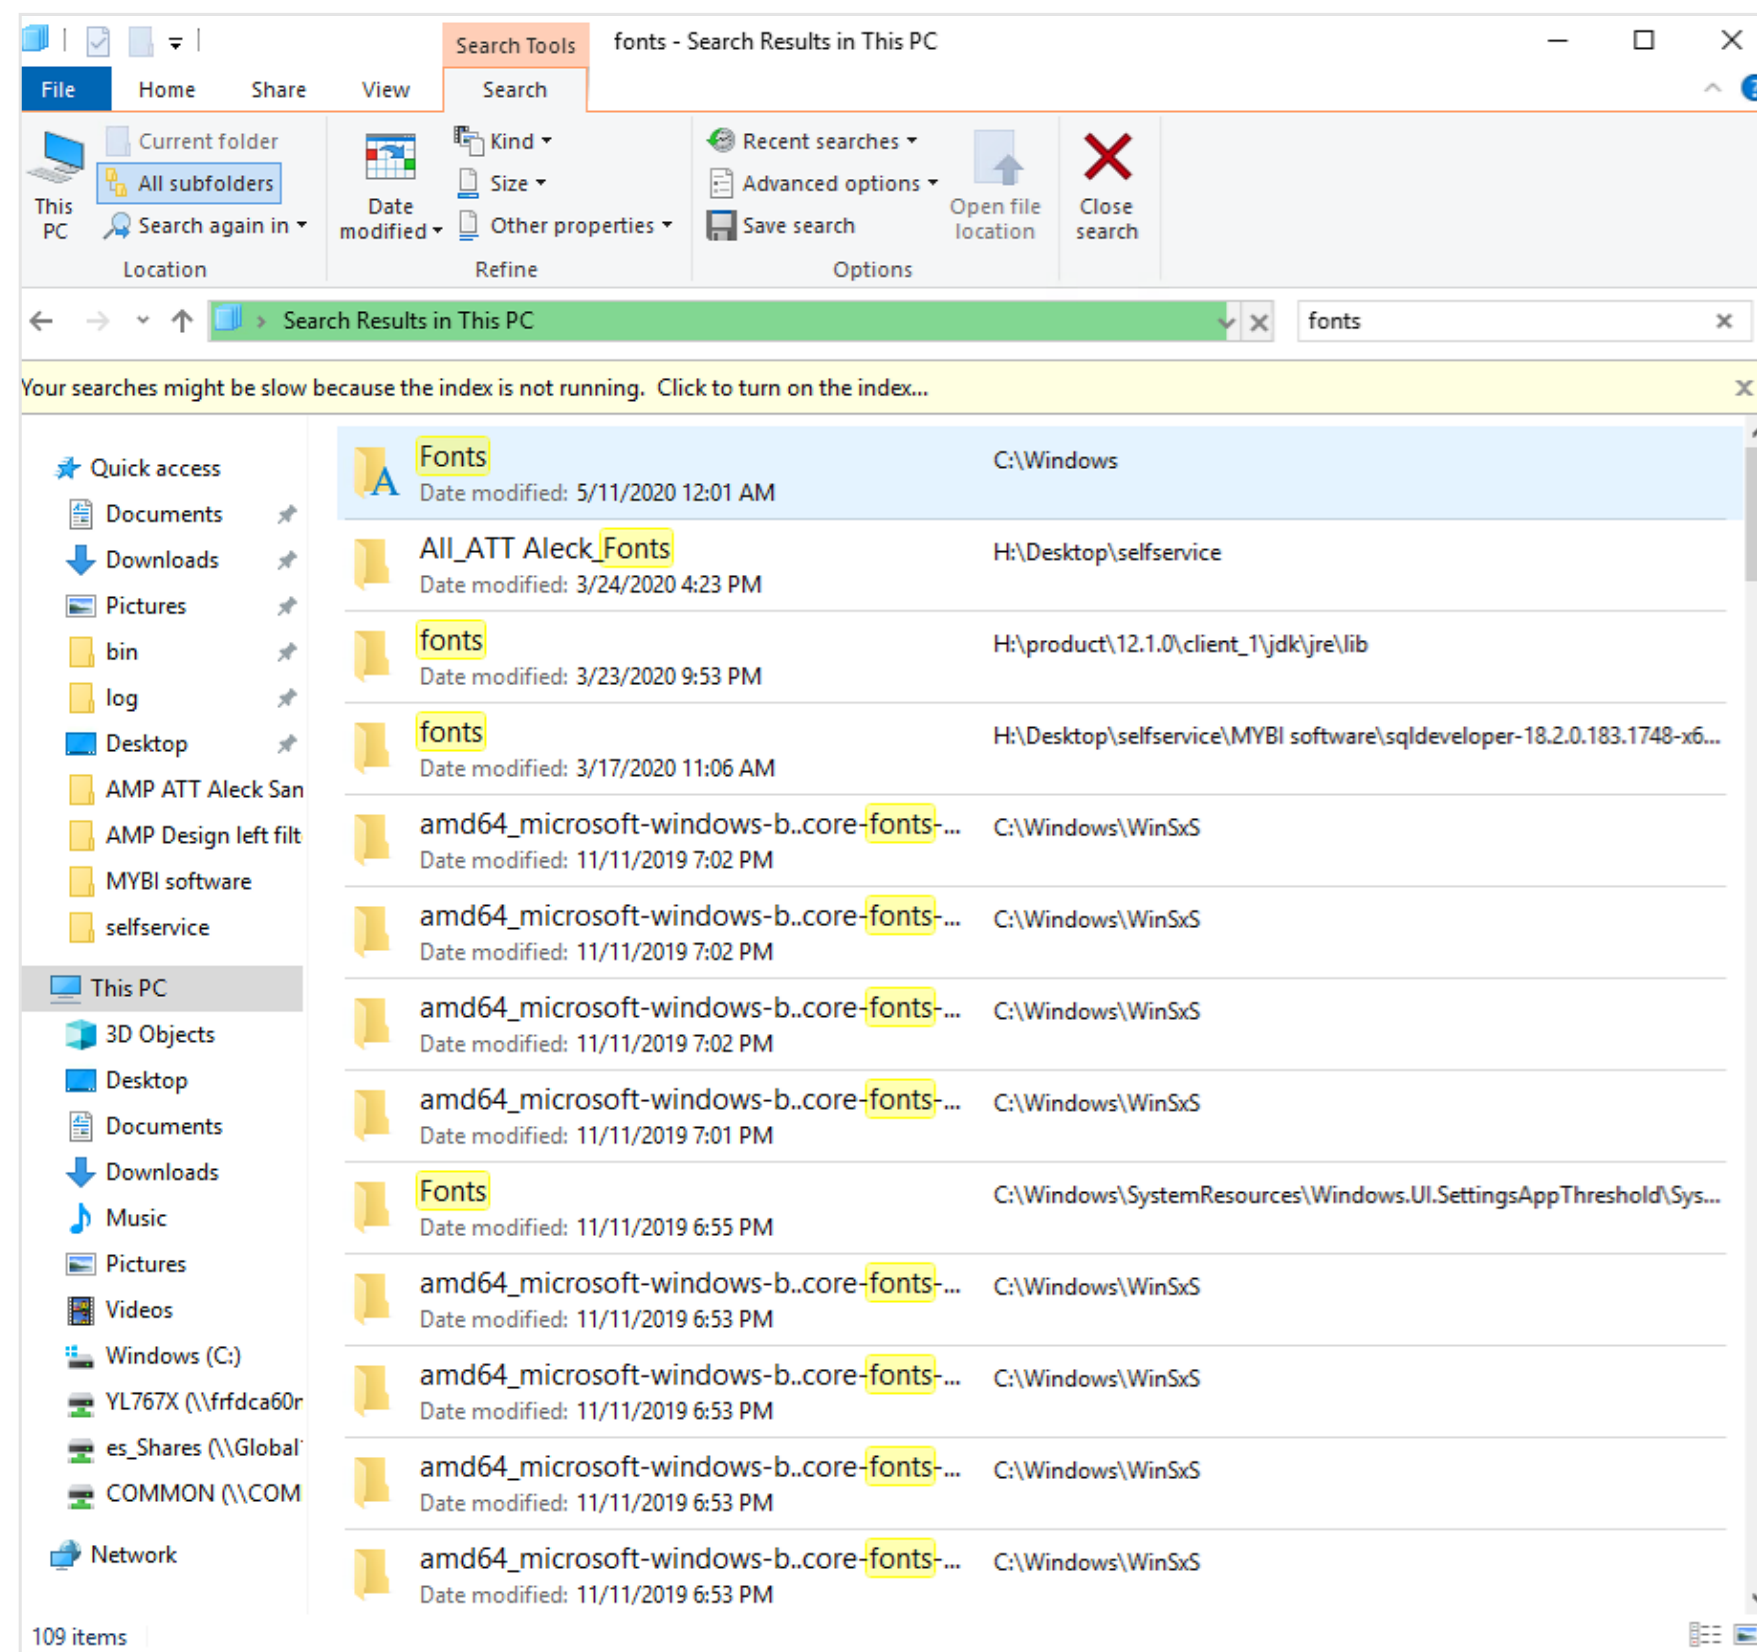 Search Tools
fonts - Search Results in This PC
File
Home
Share
View
Search
This PC
Current folder
All subfolders
Search again in
Location
Date modified
Kind
Size
Other properties
Refine
Recent searches
Advanced options
Save search
Options
Open file location
Close search
Search Results in This PC
fonts
Your searches might be slow because the index is not running.  Click to turn on the index...
Quick access
Documents
Downloads
Pictures
bin
log
Desktop
AMP ATT Aleck San
AMP Design left filt
MYBI software
selfservice
This PC
3D Objects
Desktop
Documents
Downloads
Music
Pictures
Videos
Windows (C:)
YL767X (\\frfdca60r
es_Shares (\\Global
COMMON (\\COM
Network
Fonts
C:\Windows
Date modified: 5/11/2020 12:01 AM
All_ATT Aleck_Fonts
H:\Desktop\selfservice
Date modified: 3/24/2020 4:23 PM
fonts
H:\product\12.1.0\client_1\jdk\jre\lib
Date modified: 3/23/2020 9:53 PM
fonts
H:\Desktop\selfservice\MYBI software\sqldeveloper-18.2.0.183.1748-x6...
Date modified: 3/17/2020 11:06 AM
amd64_microsoft-windows-b..core-fonts-...
C:\Windows\WinSxS
Date modified: 11/11/2019 7:02 PM
amd64_microsoft-windows-b..core-fonts-...
C:\Windows\WinSxS
Date modified: 11/11/2019 7:02 PM
amd64_microsoft-windows-b..core-fonts-...
C:\Windows\WinSxS
Date modified: 11/11/2019 7:02 PM
amd64_microsoft-windows-b..core-fonts-...
C:\Windows\WinSxS
Date modified: 11/11/2019 7:01 PM
Fonts
C:\Windows\SystemResources\Windows.UI.SettingsAppThreshold\Sys...
Date modified: 11/11/2019 6:55 PM
amd64_microsoft-windows-b..core-fonts-...
C:\Windows\WinSxS
Date modified: 11/11/2019 6:53 PM
amd64_microsoft-windows-b..core-fonts-...
C:\Windows\WinSxS
Date modified: 11/11/2019 6:53 PM
amd64_microsoft-windows-b..core-fonts-...
C:\Windows\WinSxS
Date modified: 11/11/2019 6:53 PM
amd64_microsoft-windows-b..core-fonts-...
C:\Windows\WinSxS
Date modified: 11/11/2019 6:53 PM
109 items